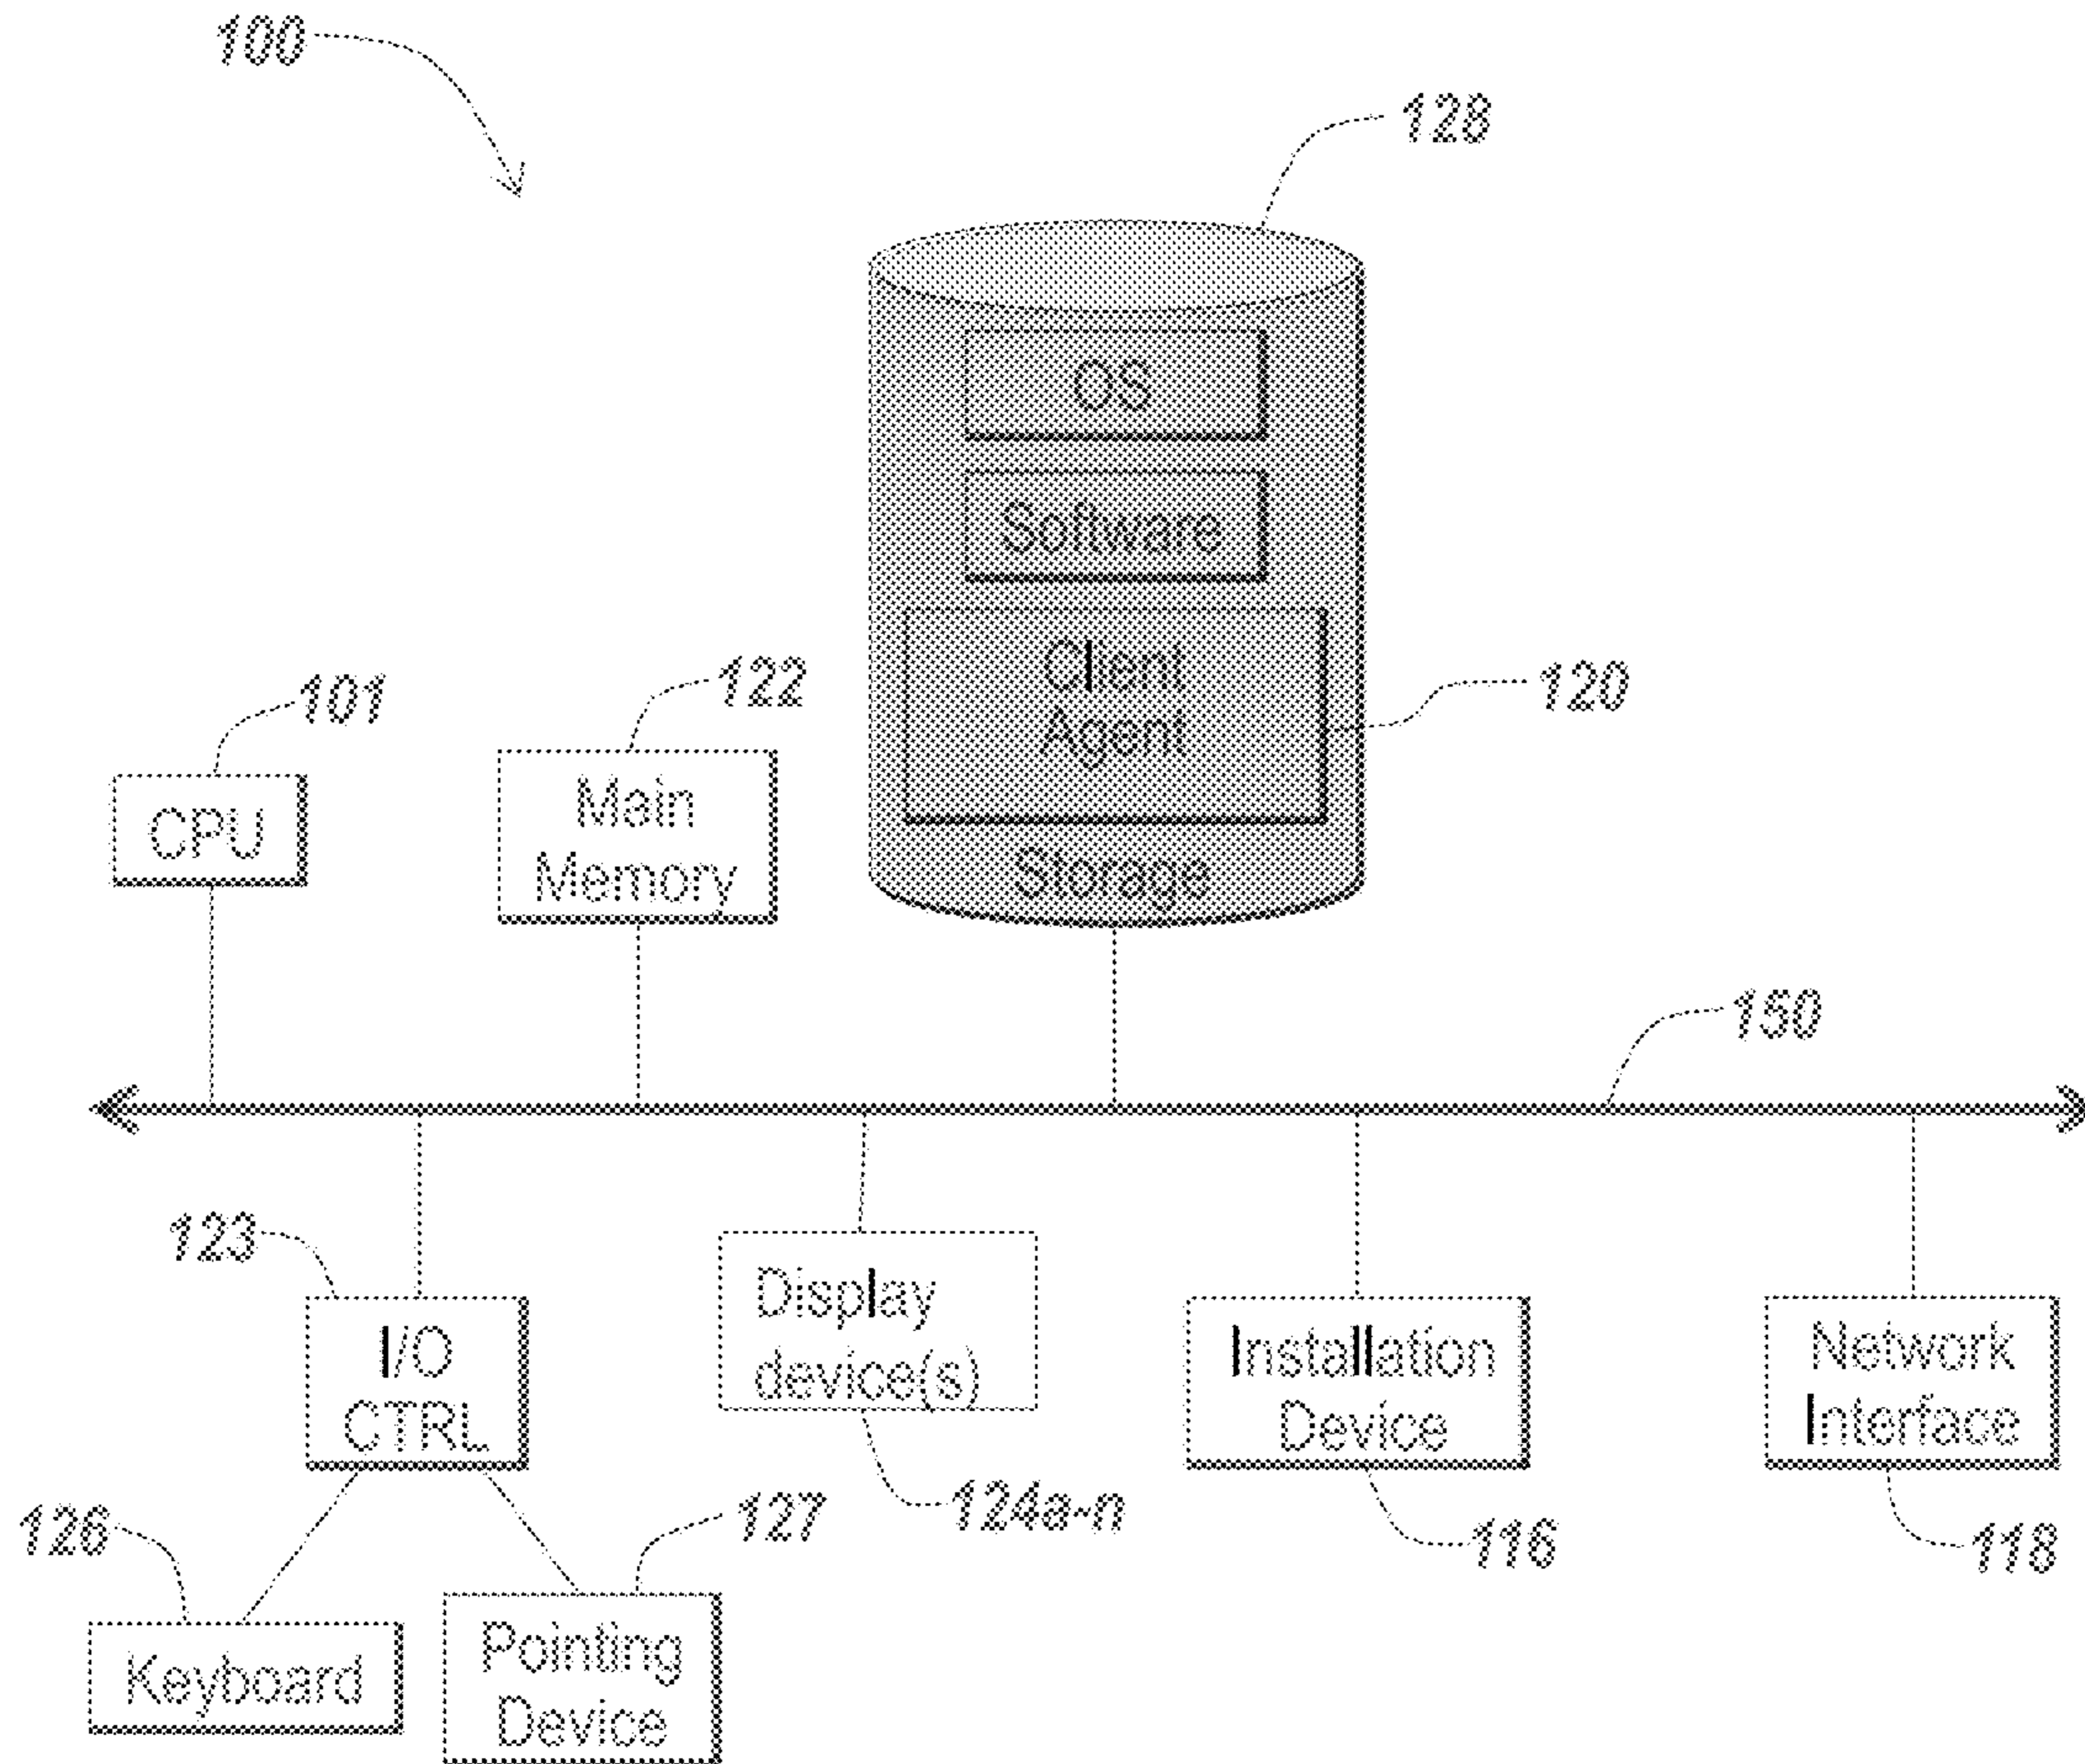 100
128
OS
Software
Client
Agent
Storage
120
101
CPU
122
Main
Memory
150
123
I/O
CTRL
Display
device(s)
124a-n
Installation
Device
116
Network
Interface
118
126
Keyboard
127
Pointing
Device